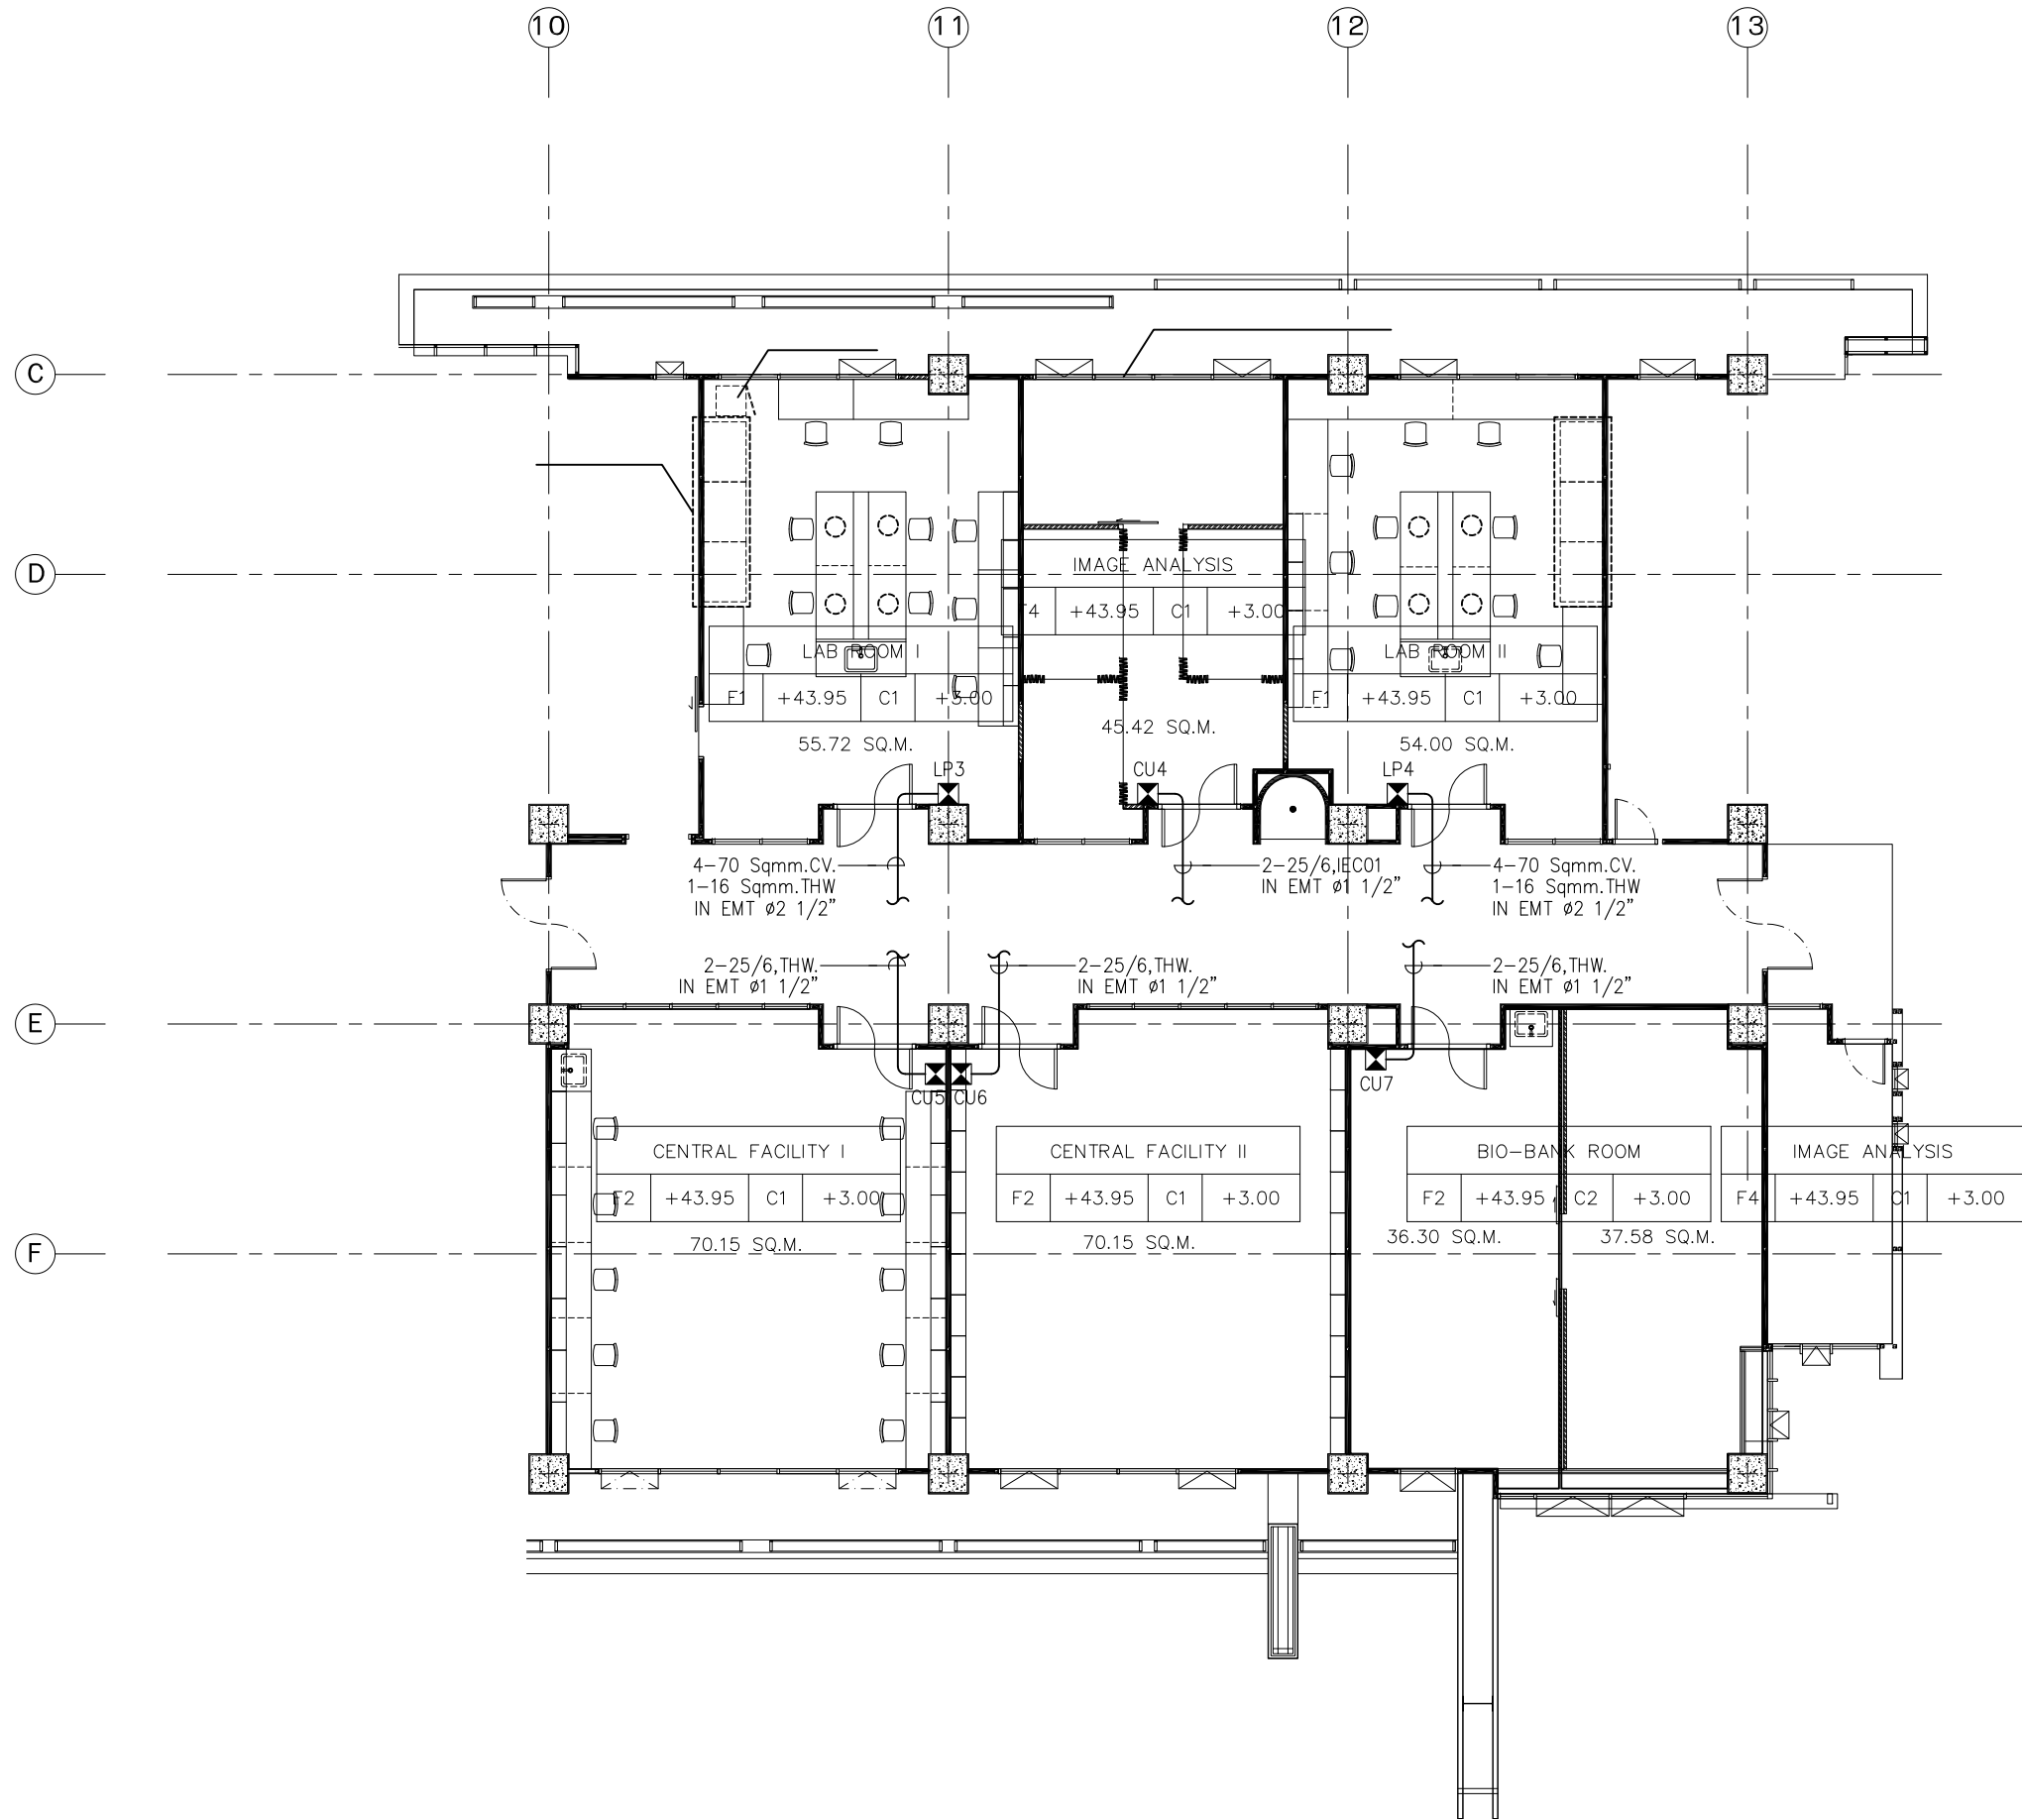 10 11 12 13
C
D
IMAGE ANALYSIS
4 +43.95 C1 +3.00
LAB ROOM I
F1 +43.95 C1 +3.00
55.72 SQ.M.
45.42 SQ.M.
LAB ROOM II
F1 +43.95 C1 +3.00
54.00 SQ.M.
LP3
CU4
LP4
4-70 Sqmm.CV.
1-16 Sqmm.THW
IN EMT ø2 1/2"
2-25/6,IEC01
IN EMT ø1 1/2"
4-70 Sqmm.CV.
1-16 Sqmm.THW
IN EMT ø2 1/2"
2-25/6,THW.
IN EMT ø1 1/2"
2-25/6,THW.
IN EMT ø1 1/2"
2-25/6,THW.
IN EMT ø1 1/2"
E
CU5 CU6
CU7
CENTRAL FACILITY I
F2 +43.95 C1 +3.00
70.15 SQ.M.
CENTRAL FACILITY II
F2 +43.95 C1 +3.00
70.15 SQ.M.
BIO-BANK ROOM
F2 +43.95 C2 +3.00
36.30 SQ.M.
37.58 SQ.M.
IMAGE ANALYSIS
F4 +43.95 C1 +3.00
F